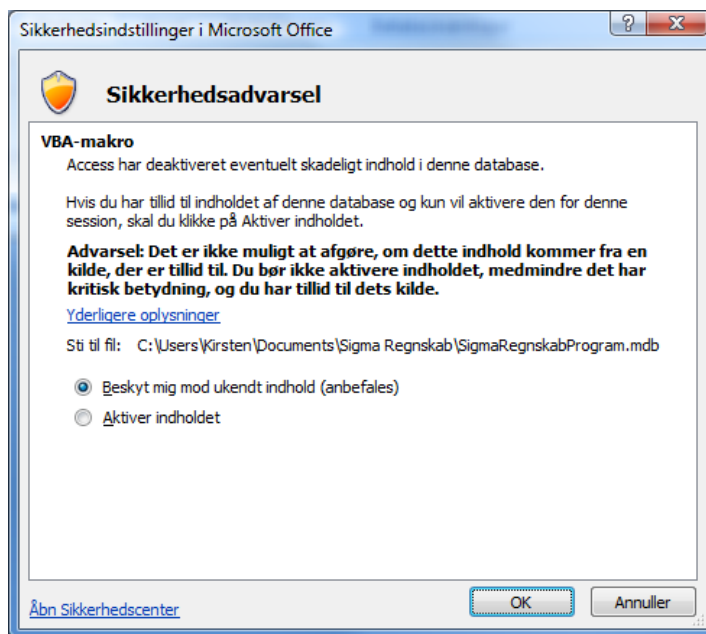 Sikkerhedsindstillinger i Microsoft Office
Sikkerhedsadvarsel
VBA-makro
Access har deaktiveret eventuelt skadeligt indhold i denne database.
Hvis du har tillid til indholdet af denne database og kun vil aktivere den for denne
session, skal du klikke på Aktiver indholdet.
Advarsel: Det er ikke muligt at afgøre, om dette indhold kommer fra en
kilde, der er tillid til. Du bør ikke aktivere indholdet, medmindre det har
kritisk betydning, og du har tillid til dets kilde.
Yderligere oplysninger
Sti til fil: C:\Users\Kirsten\Documents\Sigma Regnskab\SigmaRegnskabProgram.mdb
Beskyt mig mod ukendt indhold (anbefales)
Aktiver indholdet
Åbn Sikkerhedscenter
OK
Annuller